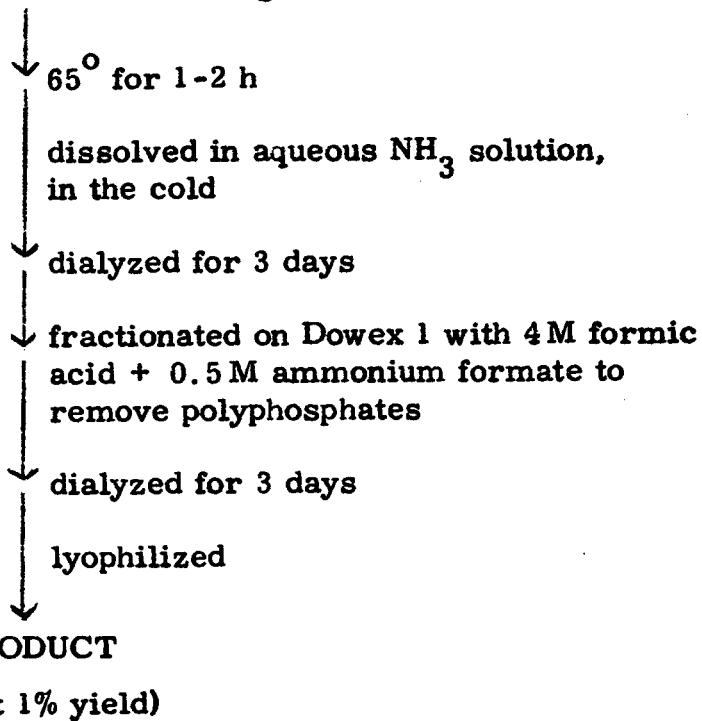 65° for 1-2 h
dissolved in aqueous NH₃ solution,
in the cold
dialyzed for 3 days
fractionated on Dowex 1 with 4 M formic
acid + 0.5 M ammonium formate to
remove polyphosphates
dialyzed for 3 days
lyophilized
ODUCT
1% yield)